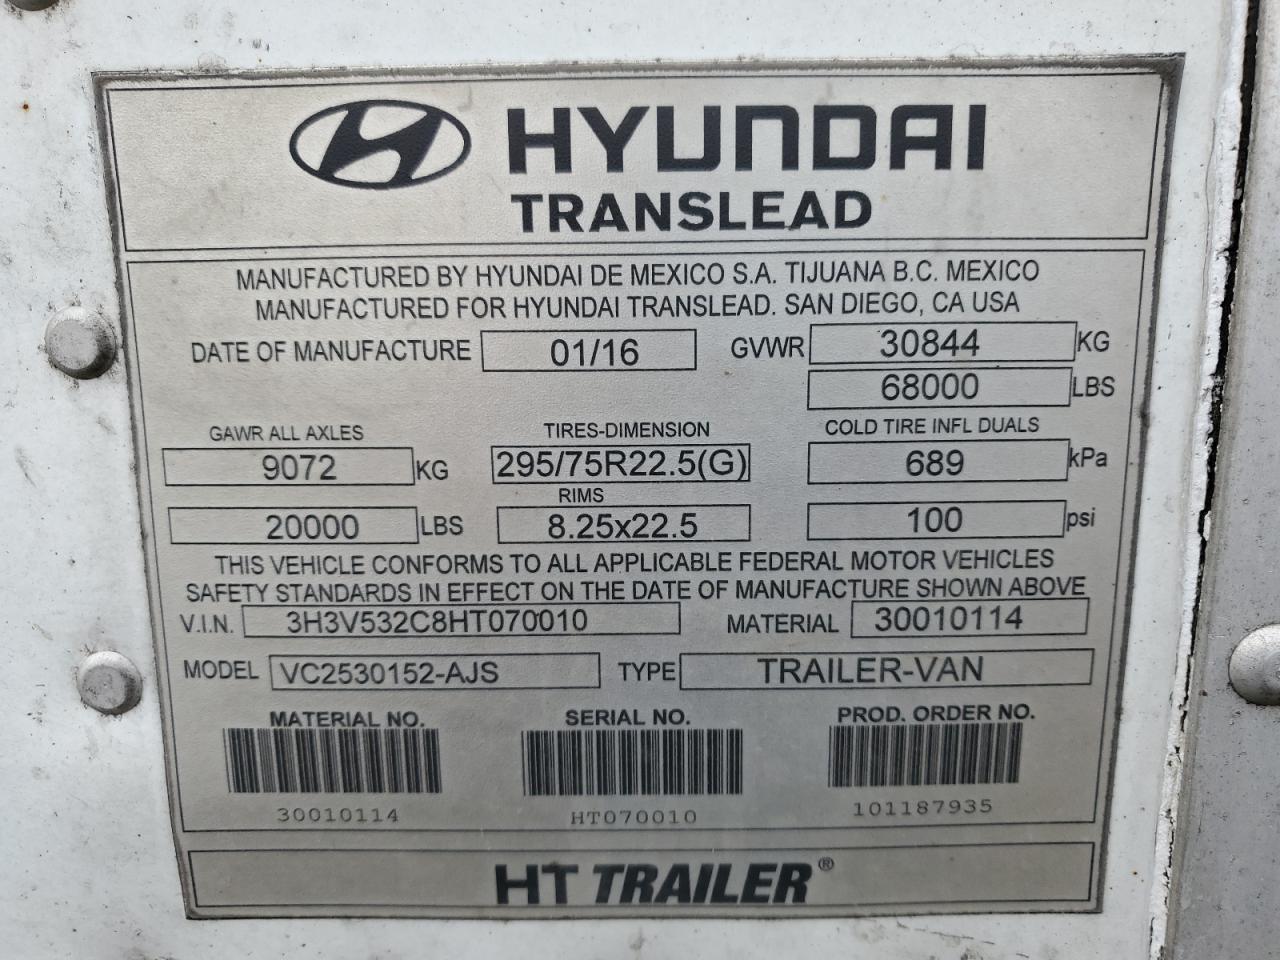 HYUNDAI
TRANSLEAD
MANUFACTURED BY HYUNDAI DE MEXICO S.A. TIJUANA B.C. MEXICO
MANUFACTURED FOR HYUNDAI TRANSLEAD. SAN DIEGO, CA USA
DATE OF MANUFACTURE 01/16 GVWR 30844 KG
68000 LBS
GAWR ALL AXLES TIRES-DIMENSION COLD TIRE INFL DUALS
9072 KG 295/75R22.5(G) 689 kPa
RIMS
20000 LBS 8.25x22.5 100 psi
THIS VEHICLE CONFORMS TO ALL APPLICABLE FEDERAL MOTOR VEHICLES
SAFETY STANDARDS IN EFFECT ON THE DATE OF MANUFACTURE SHOWN ABOVE
V.I.N. 3H3V532C8HT070010 MATERIAL 30010114
MODEL VC2530152-AJS TYPE TRAILER-VAN
MATERIAL NO. SERIAL NO. PROD. ORDER NO.
30010114 HT070010 101187935
HT TRAILER®